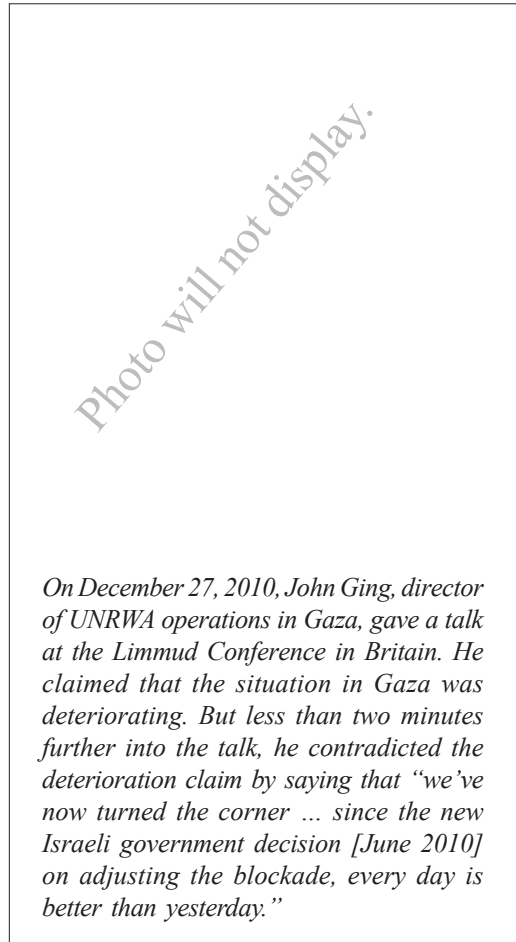 Photo will not display.
On December 27, 2010, John Ging, director
of UNRWA operations in Gaza, gave a talk
at the Limmud Conference in Britain. He
claimed that the situation in Gaza was
deteriorating. But less than two minutes
further into the talk, he contradicted the
deterioration claim by saying that “we’ve
now turned the corner ... since the new
Israeli government decision [June 2010]
on adjusting the blockade, every day is
better than yesterday.”